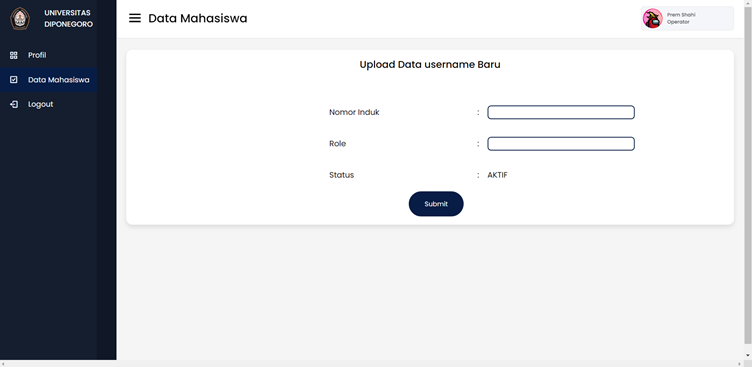 UNIVERSITAS
DIPONEGORO
Profil
Data Mahasiswa
Logout
Data Mahasiswa
Prem Shahi
Operator
Upload Data username Baru
Nomor Induk :
Role :
Status : AKTIF
Submit